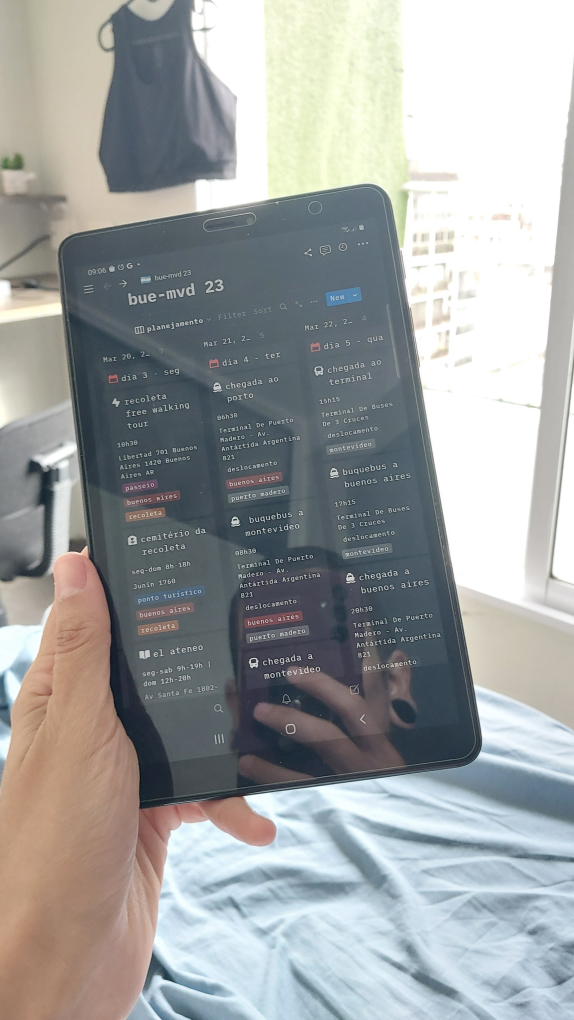 09:06
bue-mvd 23
bue-mvd 23
planejamento
Filter
Sort
New
Mar 20, 2…
dia 3 - seg
recoleta
free walking
tour
10h30
Libertad 701 Buenos
Aires 1420 Buenos
Aires AR
passeio
buenos aires
recoleta
cemitério da
recoleta
seg-dom 8h-18h
Junín 1760
ponto turístico
buenos aires
recoleta
el ateneo
seg-sab 9h-19h |
dom 12h-20h
Av Santa Fe 1802-
Mar 21, 2… 5
dia 4 - ter
chegada ao
porto
06h30
Terminal De Puerto
Madero - Av.
Antártida Argentina
821
deslocamento
buenos aires
puerto madero
buquebus a
montevideo
08h30
Terminal De Puerto
Madero - Av.
Antártida Argentina
821
deslocamento
buenos aires
puerto madero
chegada a
montevideo
Mar 22, 2…
dia 5 - qua
chegada ao
terminal
15h15
Terminal De Buses
De 3 Cruces
deslocamento
montevideo
buquebus a
buenos aires
17h15
Terminal De Buses
De 3 Cruces
deslocamento
montevideo
chegada a
buenos aires
20h30
Terminal De Puerto
Madero - Av.
Antártida Argentina
821
deslocamento